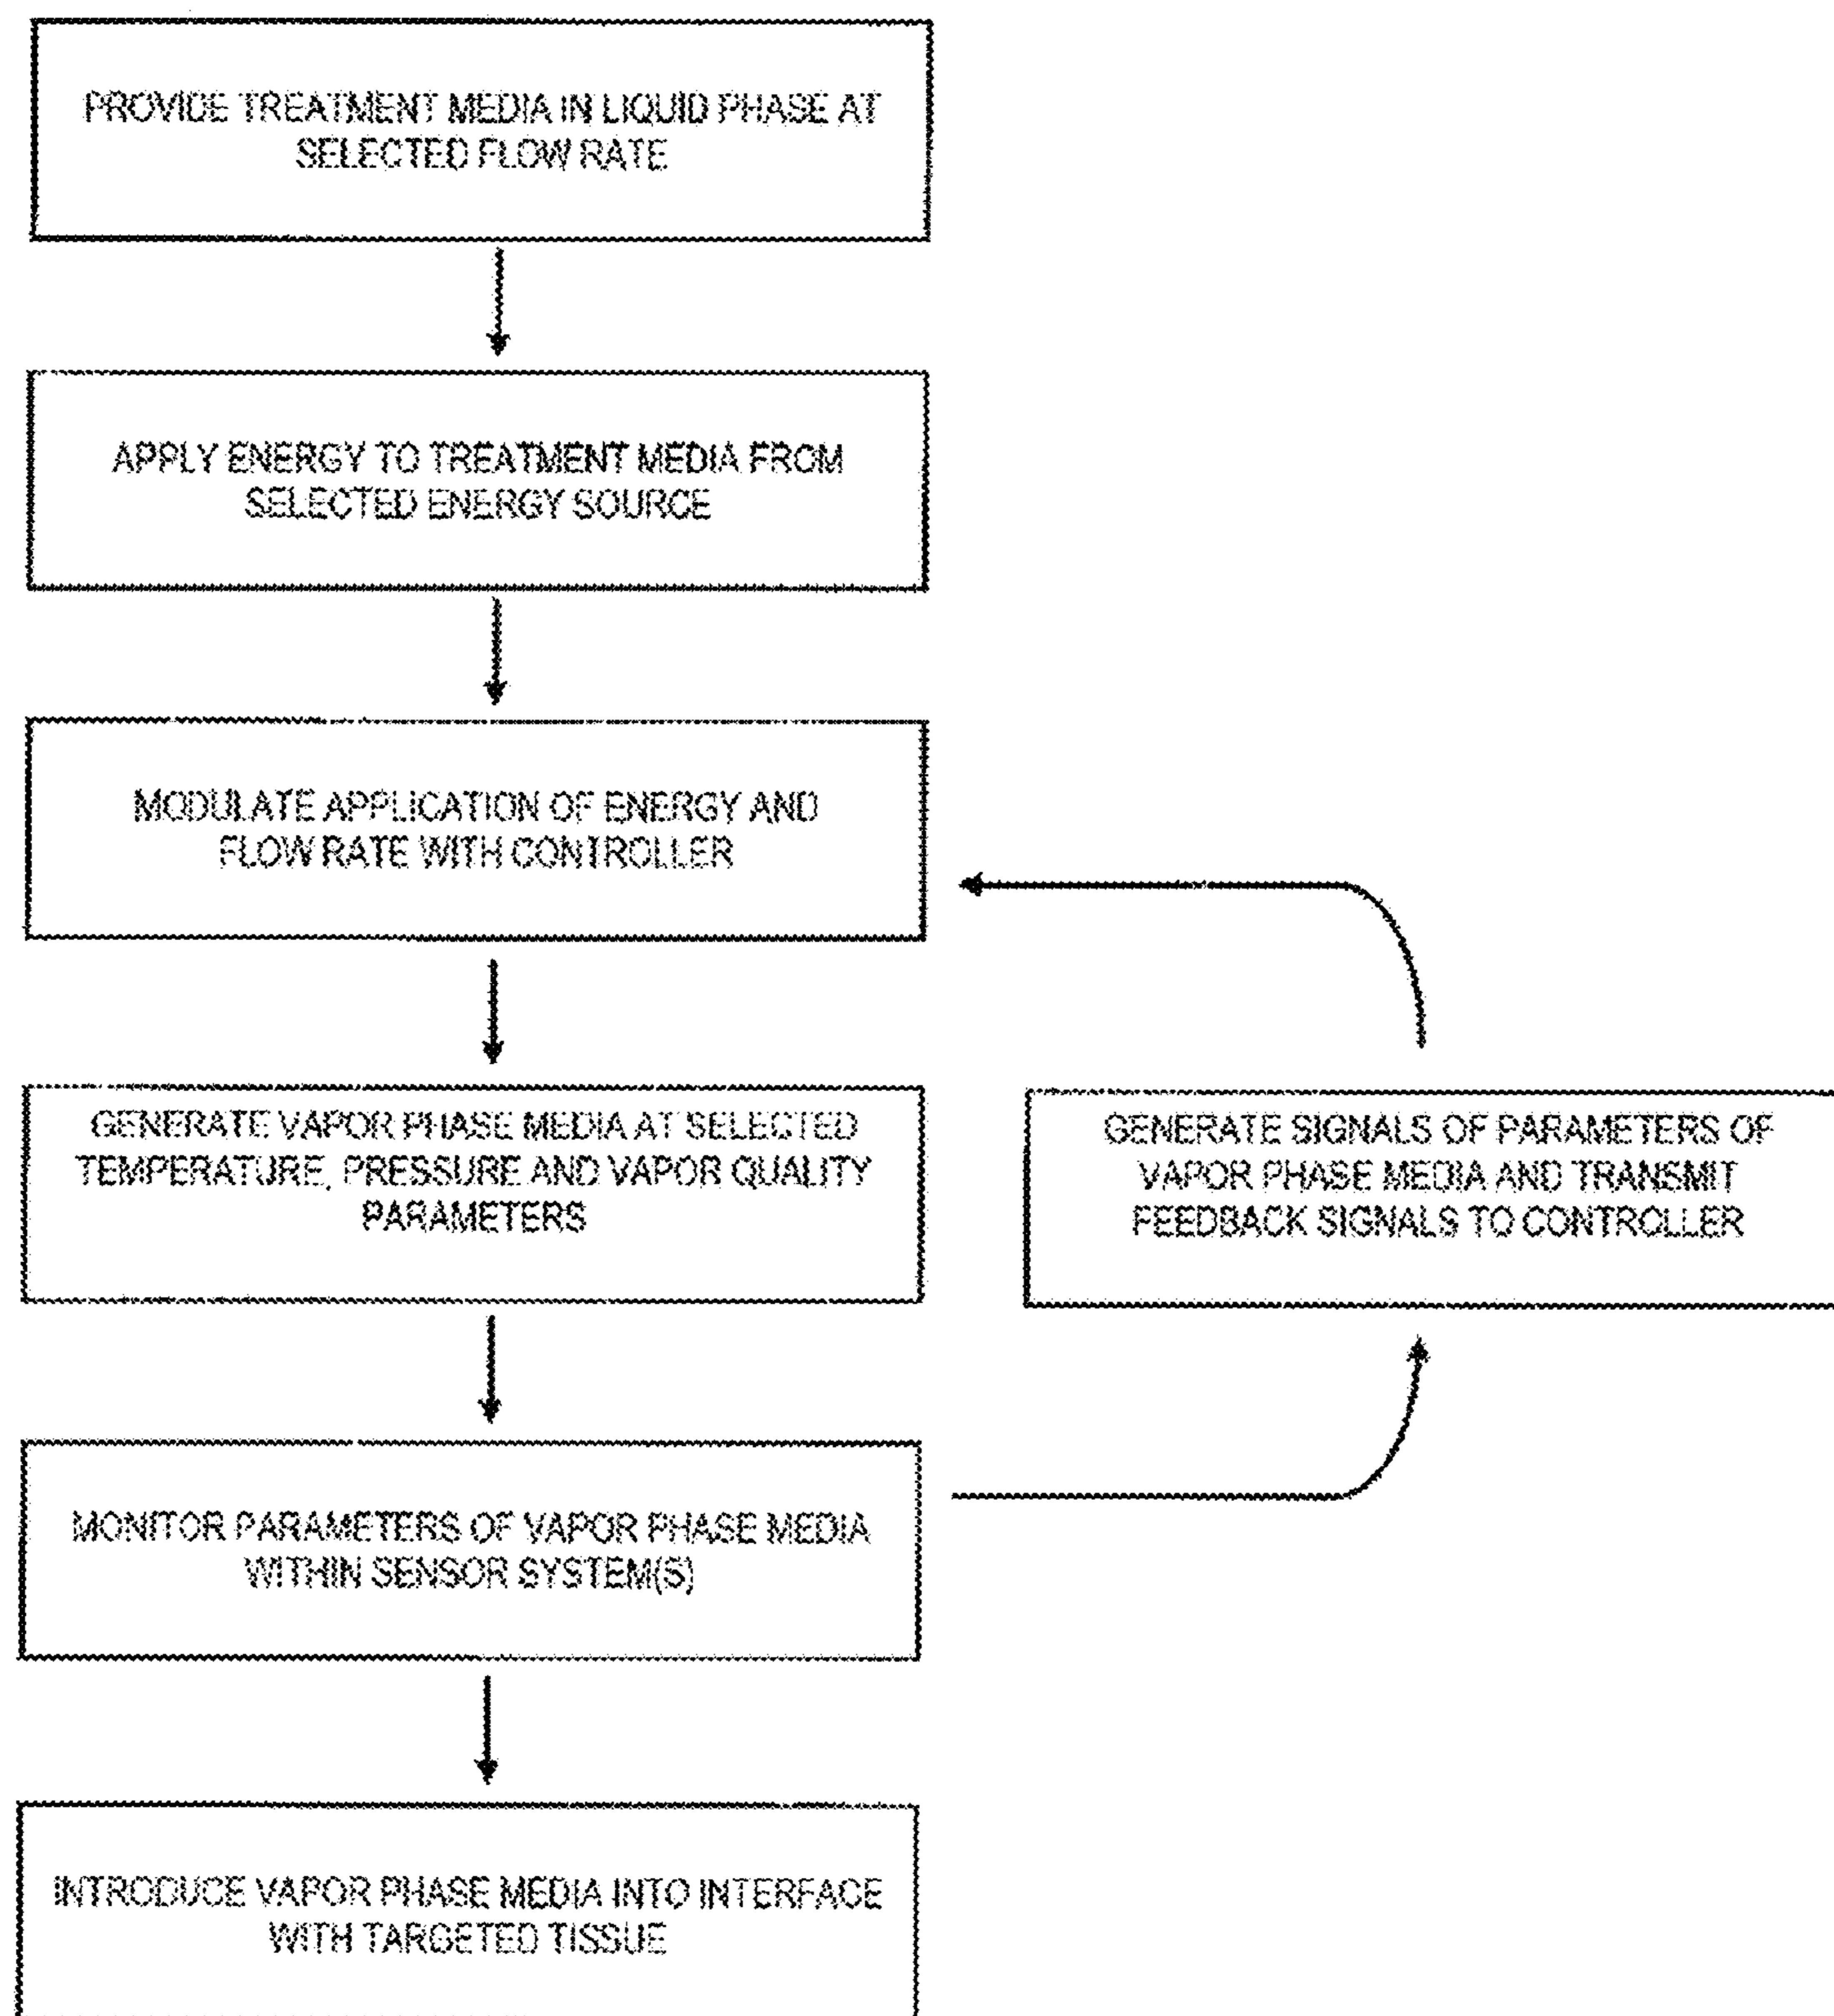 PROVIDE TREATMENT MEDIA IN LIQUID PHASE AT
SELECTED FLOW RATE
APPLY ENERGY TO TREATMENT MEDIA FROM
SELECTED ENERGY SOURCE
MODULATE APPLICATION OF ENERGY AND
FLOW RATE WITH CONTROLLER
GENERATE VAPOR PHASE MEDIA AT SELECTED
TEMPERATURE, PRESSURE AND VAPOR QUALITY
PARAMETERS
GENERATE SIGNALS OF PARAMETERS OF
VAPOR PHASE MEDIA AND TRANSMIT
FEEDBACK SIGNALS TO CONTROLLER
MONITOR PARAMETERS OF VAPOR PHASE MEDIA
WITHIN SENSOR SYSTEM(S)
INTRODUCE VAPOR PHASE MEDIA INTO INTERFACE
WITH TARGETED TISSUE